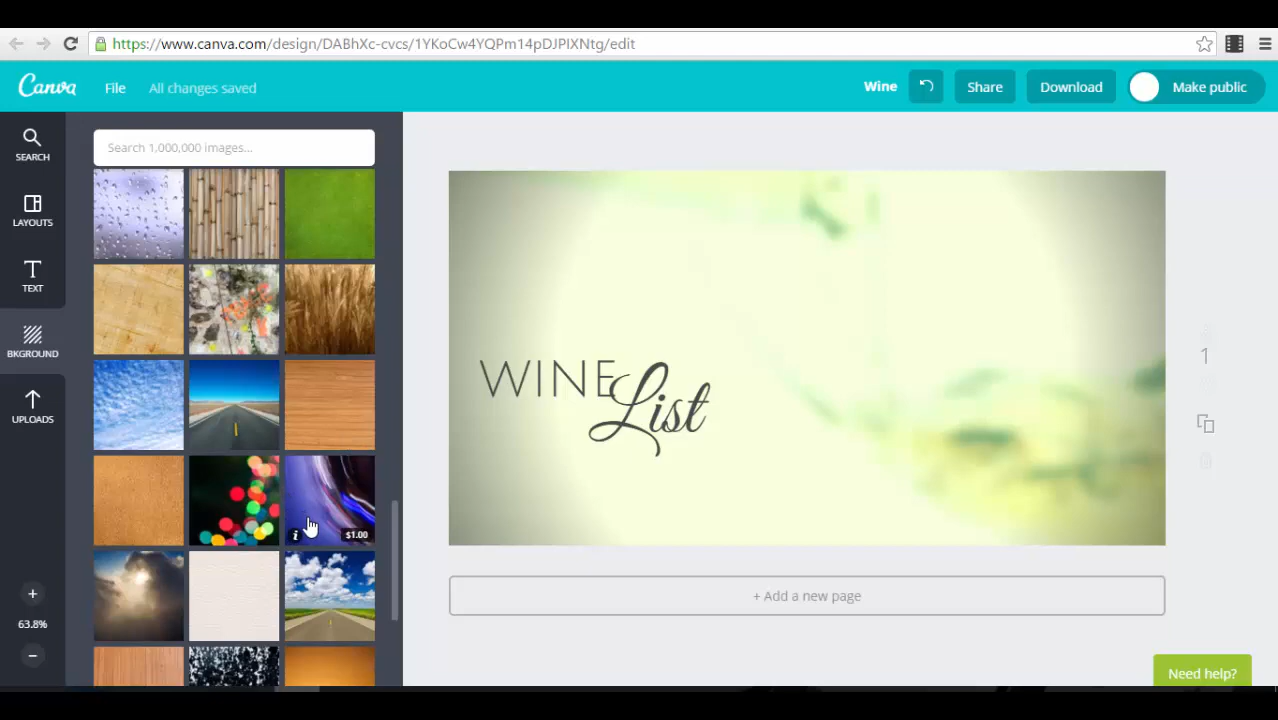 https://www.canva.com/design/DABhXc-cvcs/1YKoCw4YQPm14pDJPIXNtg/edit
Canva File All changes saved Wine Share Download Make public
SEARCH
LAYOUTS
TEXT
BKGROUND
UPLOADS
63.8%
Search 1,000,000 images...
i $1.00
WINE List
1
+ Add a new page
Need help?